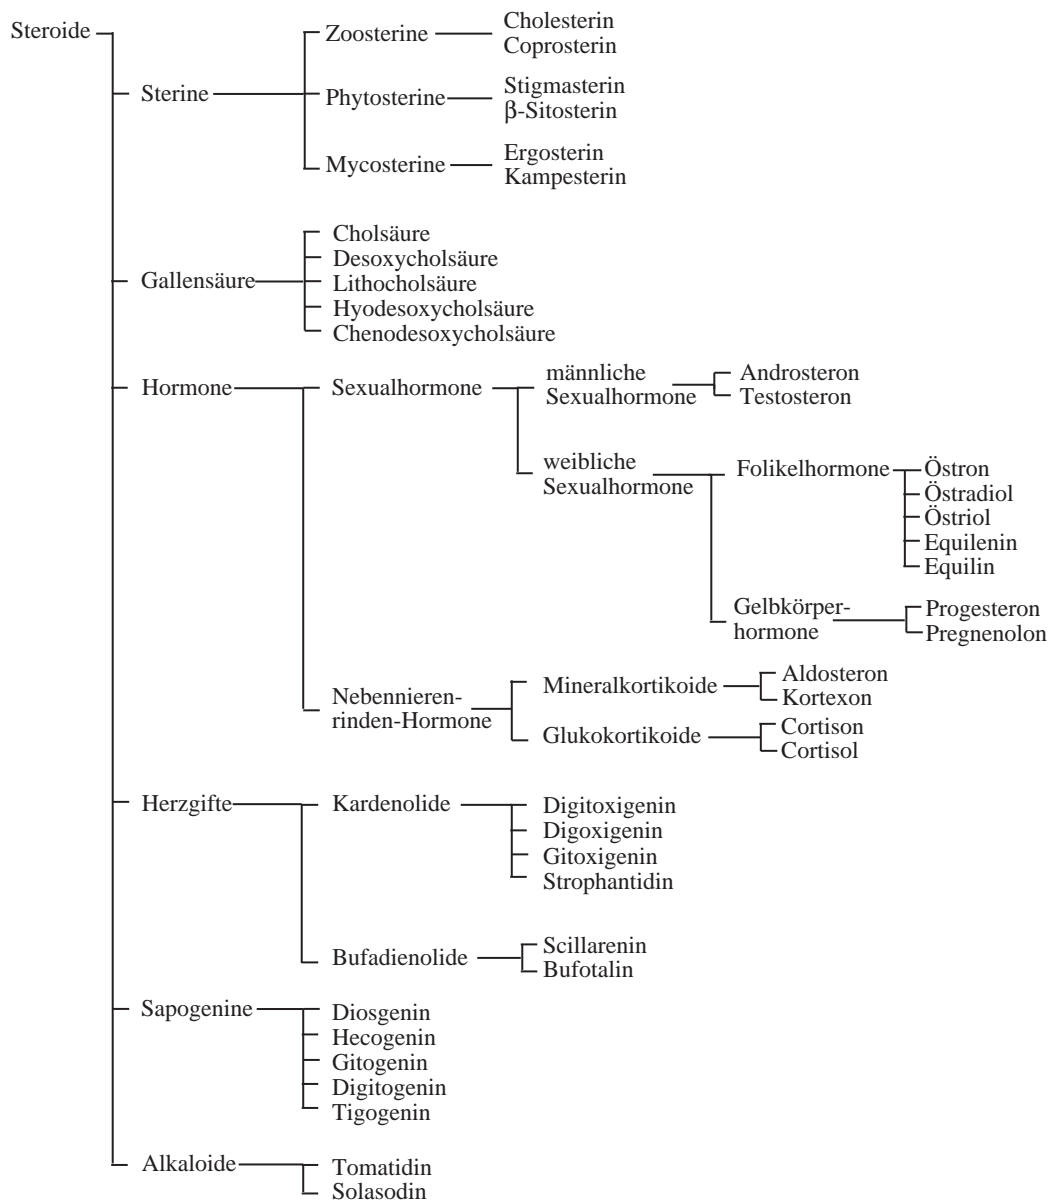 Steroide
Sterine
Zoosterine
Cholesterin
Coprosterin
Phytosterine
Stigmasterin
β-Sitosterin
Mycosterine
Ergosterin
Kampesterin
Gallensäure
Cholsäure
Desoxycholsäure
Lithocholsäure
Hyodesoxycholsäure
Chenodesoxycholsäure
Hormone
Sexualhormone
männliche
Sexualhormone
Androsteron
Testosteron
weibliche
Sexualhormone
Folikelhormone
Östron
Östradiol
Östriol
Equilenin
Equilin
Gelbkörper-
hormone
Progesteron
Pregnenolon
Nebennieren-
rinden-Hormone
Mineralkortikoide
Aldosteron
Kortexon
Glukokortikoide
Cortison
Cortisol
Herzgifte
Kardenolide
Digitoxigenin
Digoxigenin
Gitoxigenin
Strophantidin
Bufadienolide
Scillarenin
Bufotalin
Sapogenine
Diosgenin
Hecogenin
Gitogenin
Digitogenin
Tigogenin
Alkaloide
Tomatidin
Solasodin